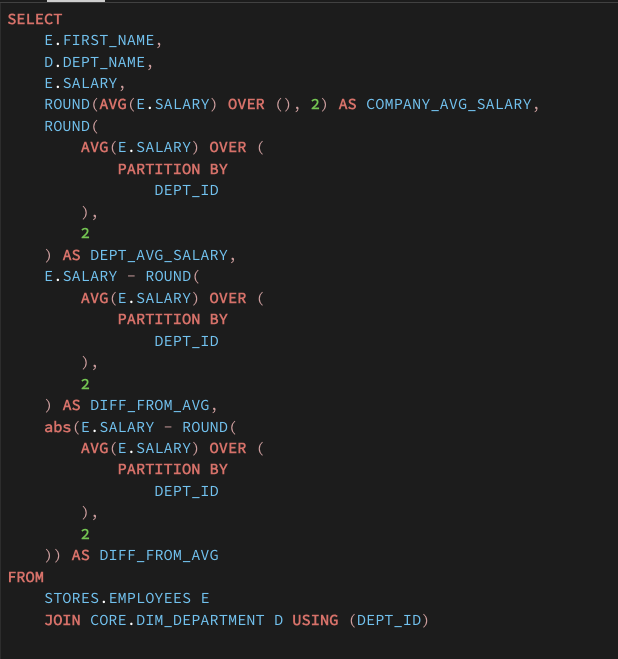 SELECT
E.FIRST_NAME,
D.DEPT_NAME,
E.SALARY,
ROUND(AVG(E.SALARY) OVER (), 2) AS COMPANY_AVG_SALARY,
ROUND(
AVG(E.SALARY) OVER (
PARTITION BY
DEPT_ID
),
2
) AS DEPT_AVG_SALARY,
E.SALARY - ROUND(
AVG(E.SALARY) OVER (
PARTITION BY
DEPT_ID
),
2
) AS DIFF_FROM_AVG,
abs(E.SALARY - ROUND(
AVG(E.SALARY) OVER (
PARTITION BY
DEPT_ID
),
2
)) AS DIFF_FROM_AVG
FROM
STORES.EMPLOYEES E
JOIN CORE.DIM_DEPARTMENT D USING (DEPT_ID)